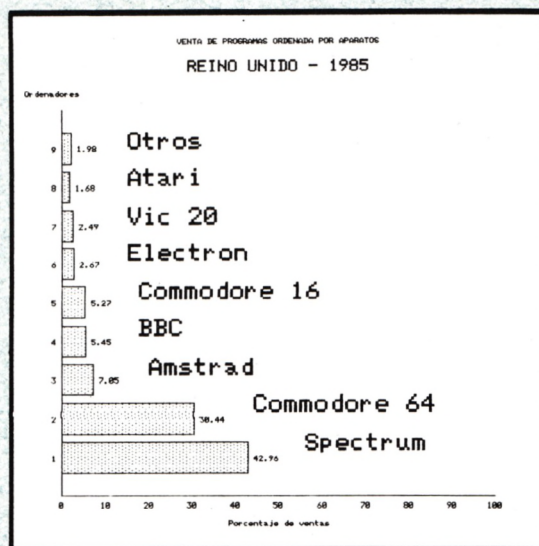 VENTA DE PROGRAMAS ORDENADA POR APARATOS
REINO UNIDO - 1985
Ordenadores
9 1.98 Otros
8 1.68 Atari
7 2.49 Vic 20
6 2.67 Electron
5 5.27 Commodore 16
4 5.45 BBC
3 7.05 Amstrad
2 30.44 Commodore 64
1 42.96 Spectrum
0 10 20 30 40 50 60 70 80 90 100
Porcentaje de ventas